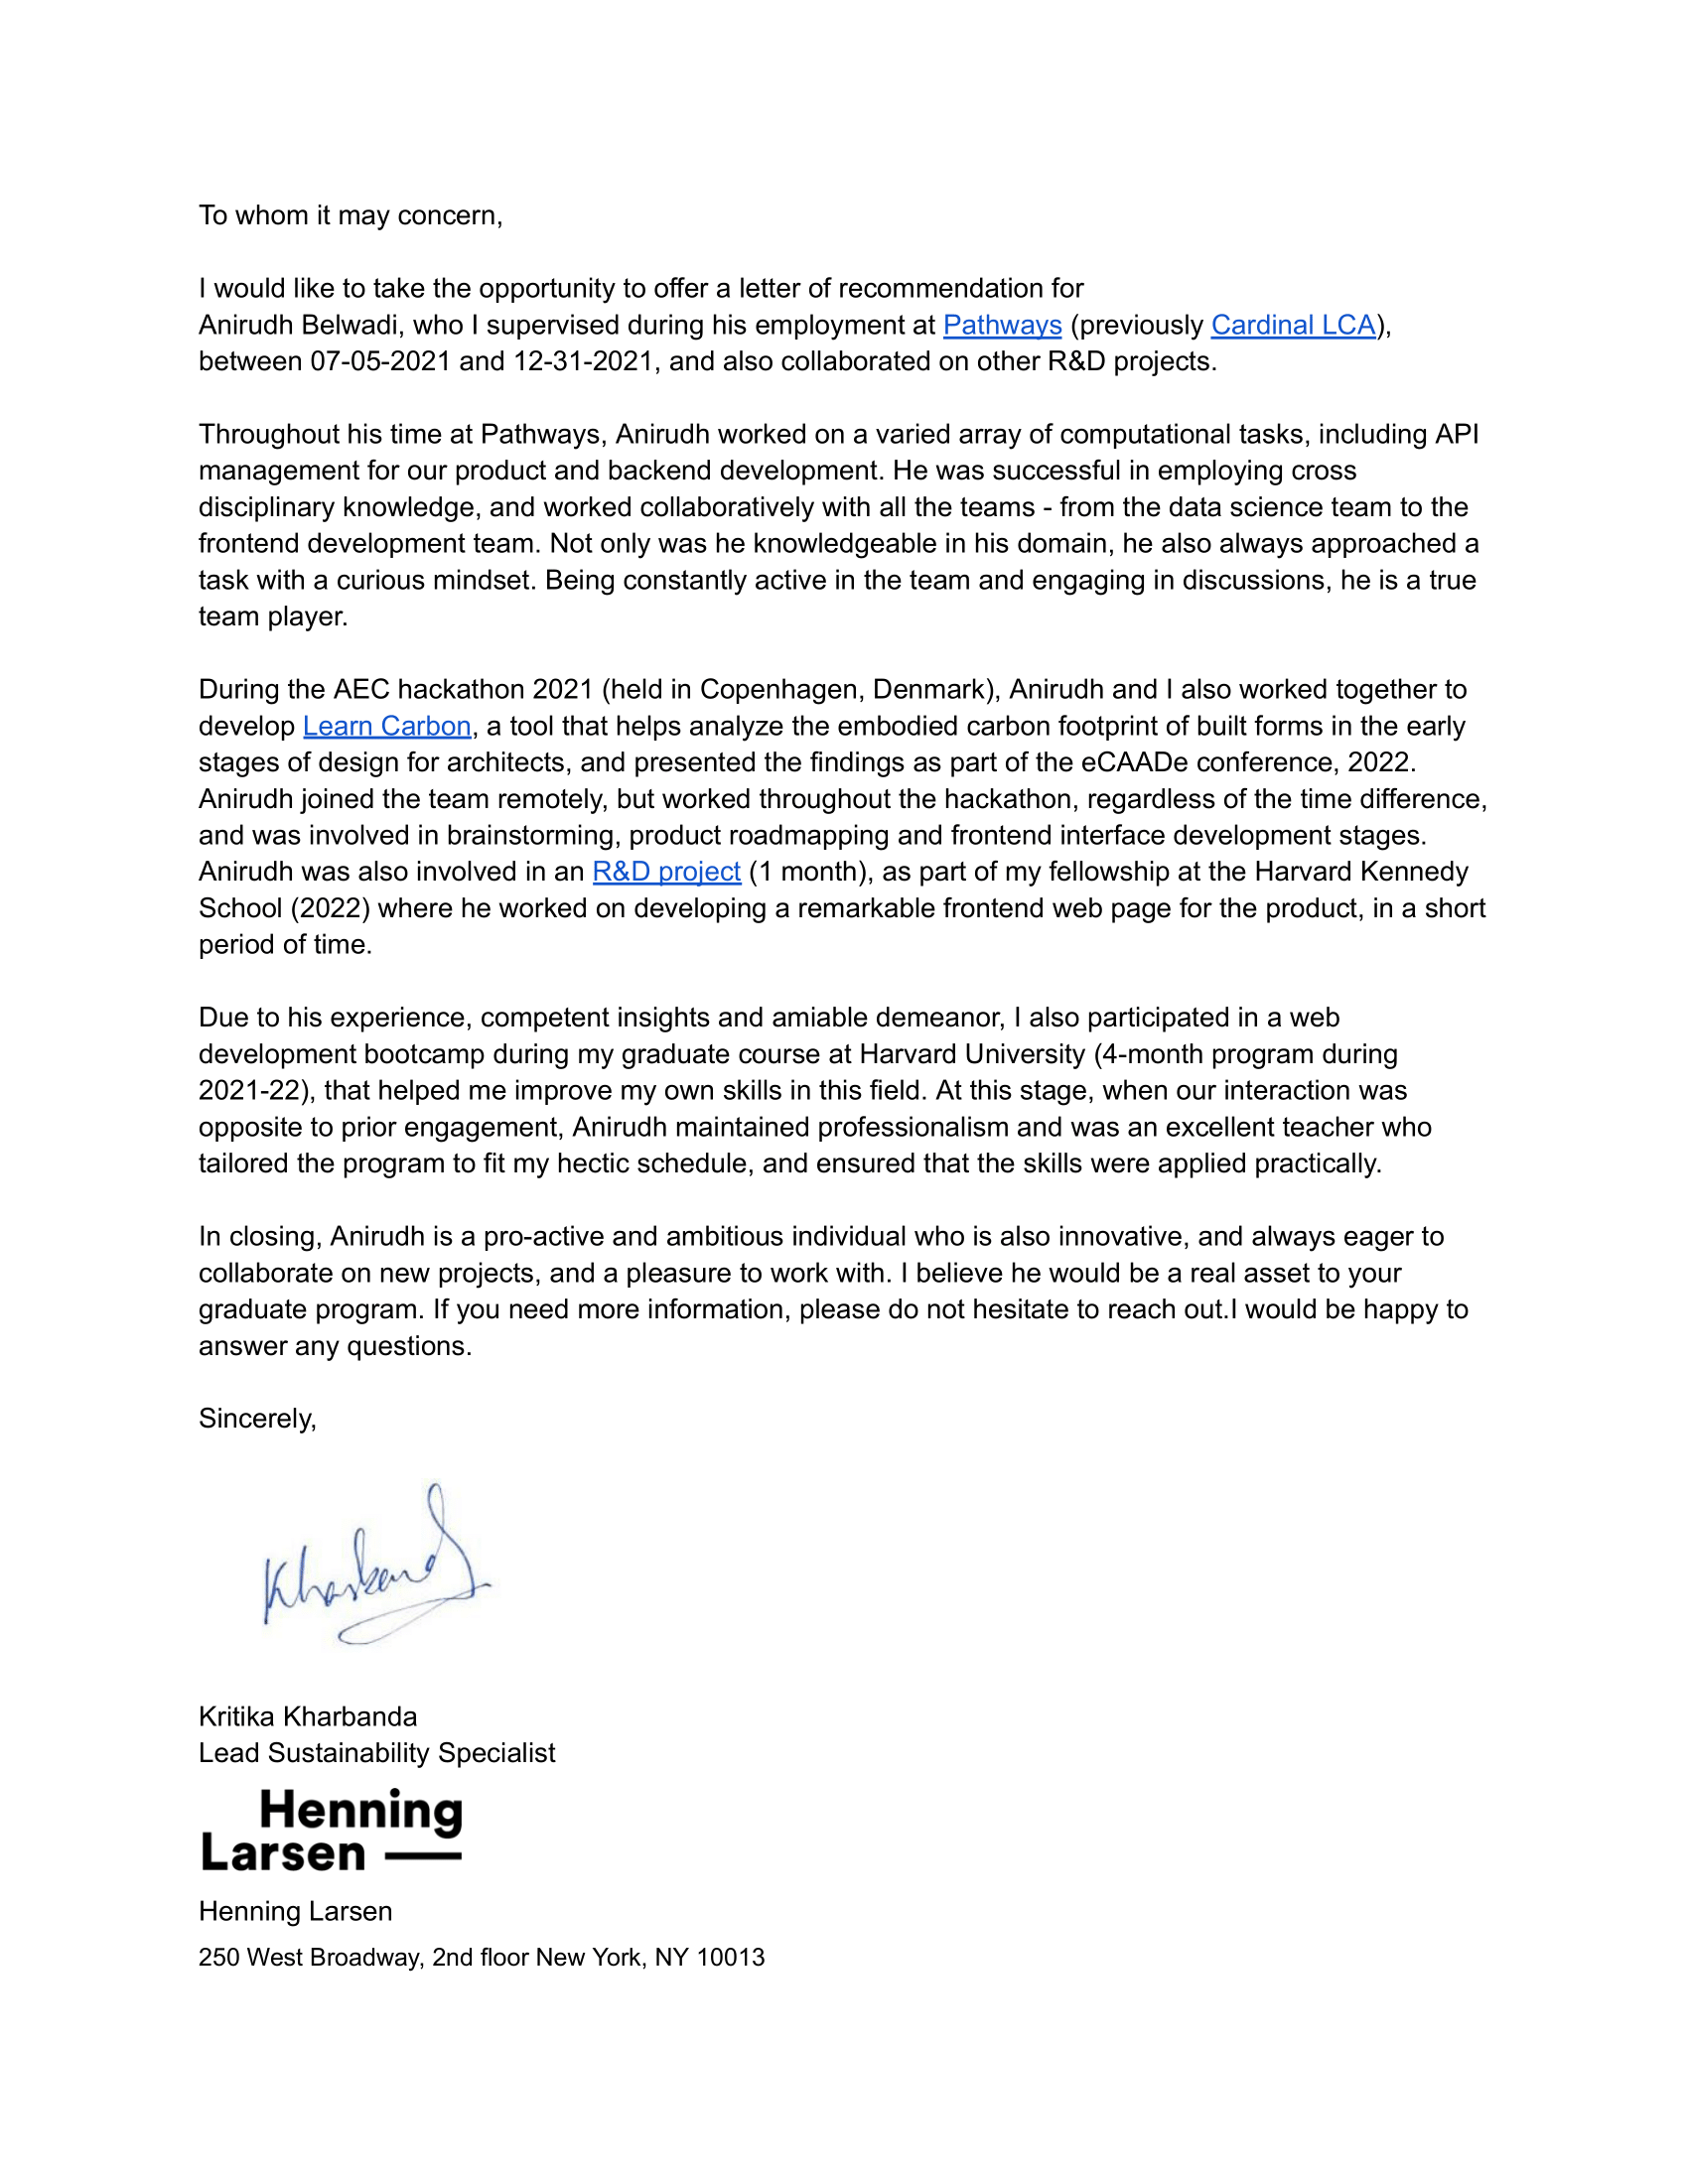 To whom it may concern,
I would like to take the opportunity to offer a letter of recommendation for
Anirudh Belwadi, who I supervised during his employment at Pathways (previously Cardinal LCA),
between 07-05-2021 and 12-31-2021, and also collaborated on other R&D projects.
Throughout his time at Pathways, Anirudh worked on a varied array of computational tasks, including API
management for our product and backend development. He was successful in employing cross
disciplinary knowledge, and worked collaboratively with all the teams - from the data science team to the
frontend development team. Not only was he knowledgeable in his domain, he also always approached a
task with a curious mindset. Being constantly active in the team and engaging in discussions, he is a true
team player.
During the AEC hackathon 2021 (held in Copenhagen, Denmark), Anirudh and I also worked together to
develop Learn Carbon, a tool that helps analyze the embodied carbon footprint of built forms in the early
stages of design for architects, and presented the findings as part of the eCAADe conference, 2022.
Anirudh joined the team remotely, but worked throughout the hackathon, regardless of the time difference,
and was involved in brainstorming, product roadmapping and frontend interface development stages.
Anirudh was also involved in an R&D project (1 month), as part of my fellowship at the Harvard Kennedy
School (2022) where he worked on developing a remarkable frontend web page for the product, in a short
period of time.
Due to his experience, competent insights and amiable demeanor, I also participated in a web
development bootcamp during my graduate course at Harvard University (4-month program during
2021-22), that helped me improve my own skills in this field. At this stage, when our interaction was
opposite to prior engagement, Anirudh maintained professionalism and was an excellent teacher who
tailored the program to fit my hectic schedule, and ensured that the skills were applied practically.
In closing, Anirudh is a pro-active and ambitious individual who is also innovative, and always eager to
collaborate on new projects, and a pleasure to work with. I believe he would be a real asset to your
graduate program. If you need more information, please do not hesitate to reach out.I would be happy to
answer any questions.
Sincerely,
Kharbanda
Kritika Kharbanda
Lead Sustainability Specialist
Henning
Larsen
Henning Larsen
250 West Broadway, 2nd floor New York, NY 10013